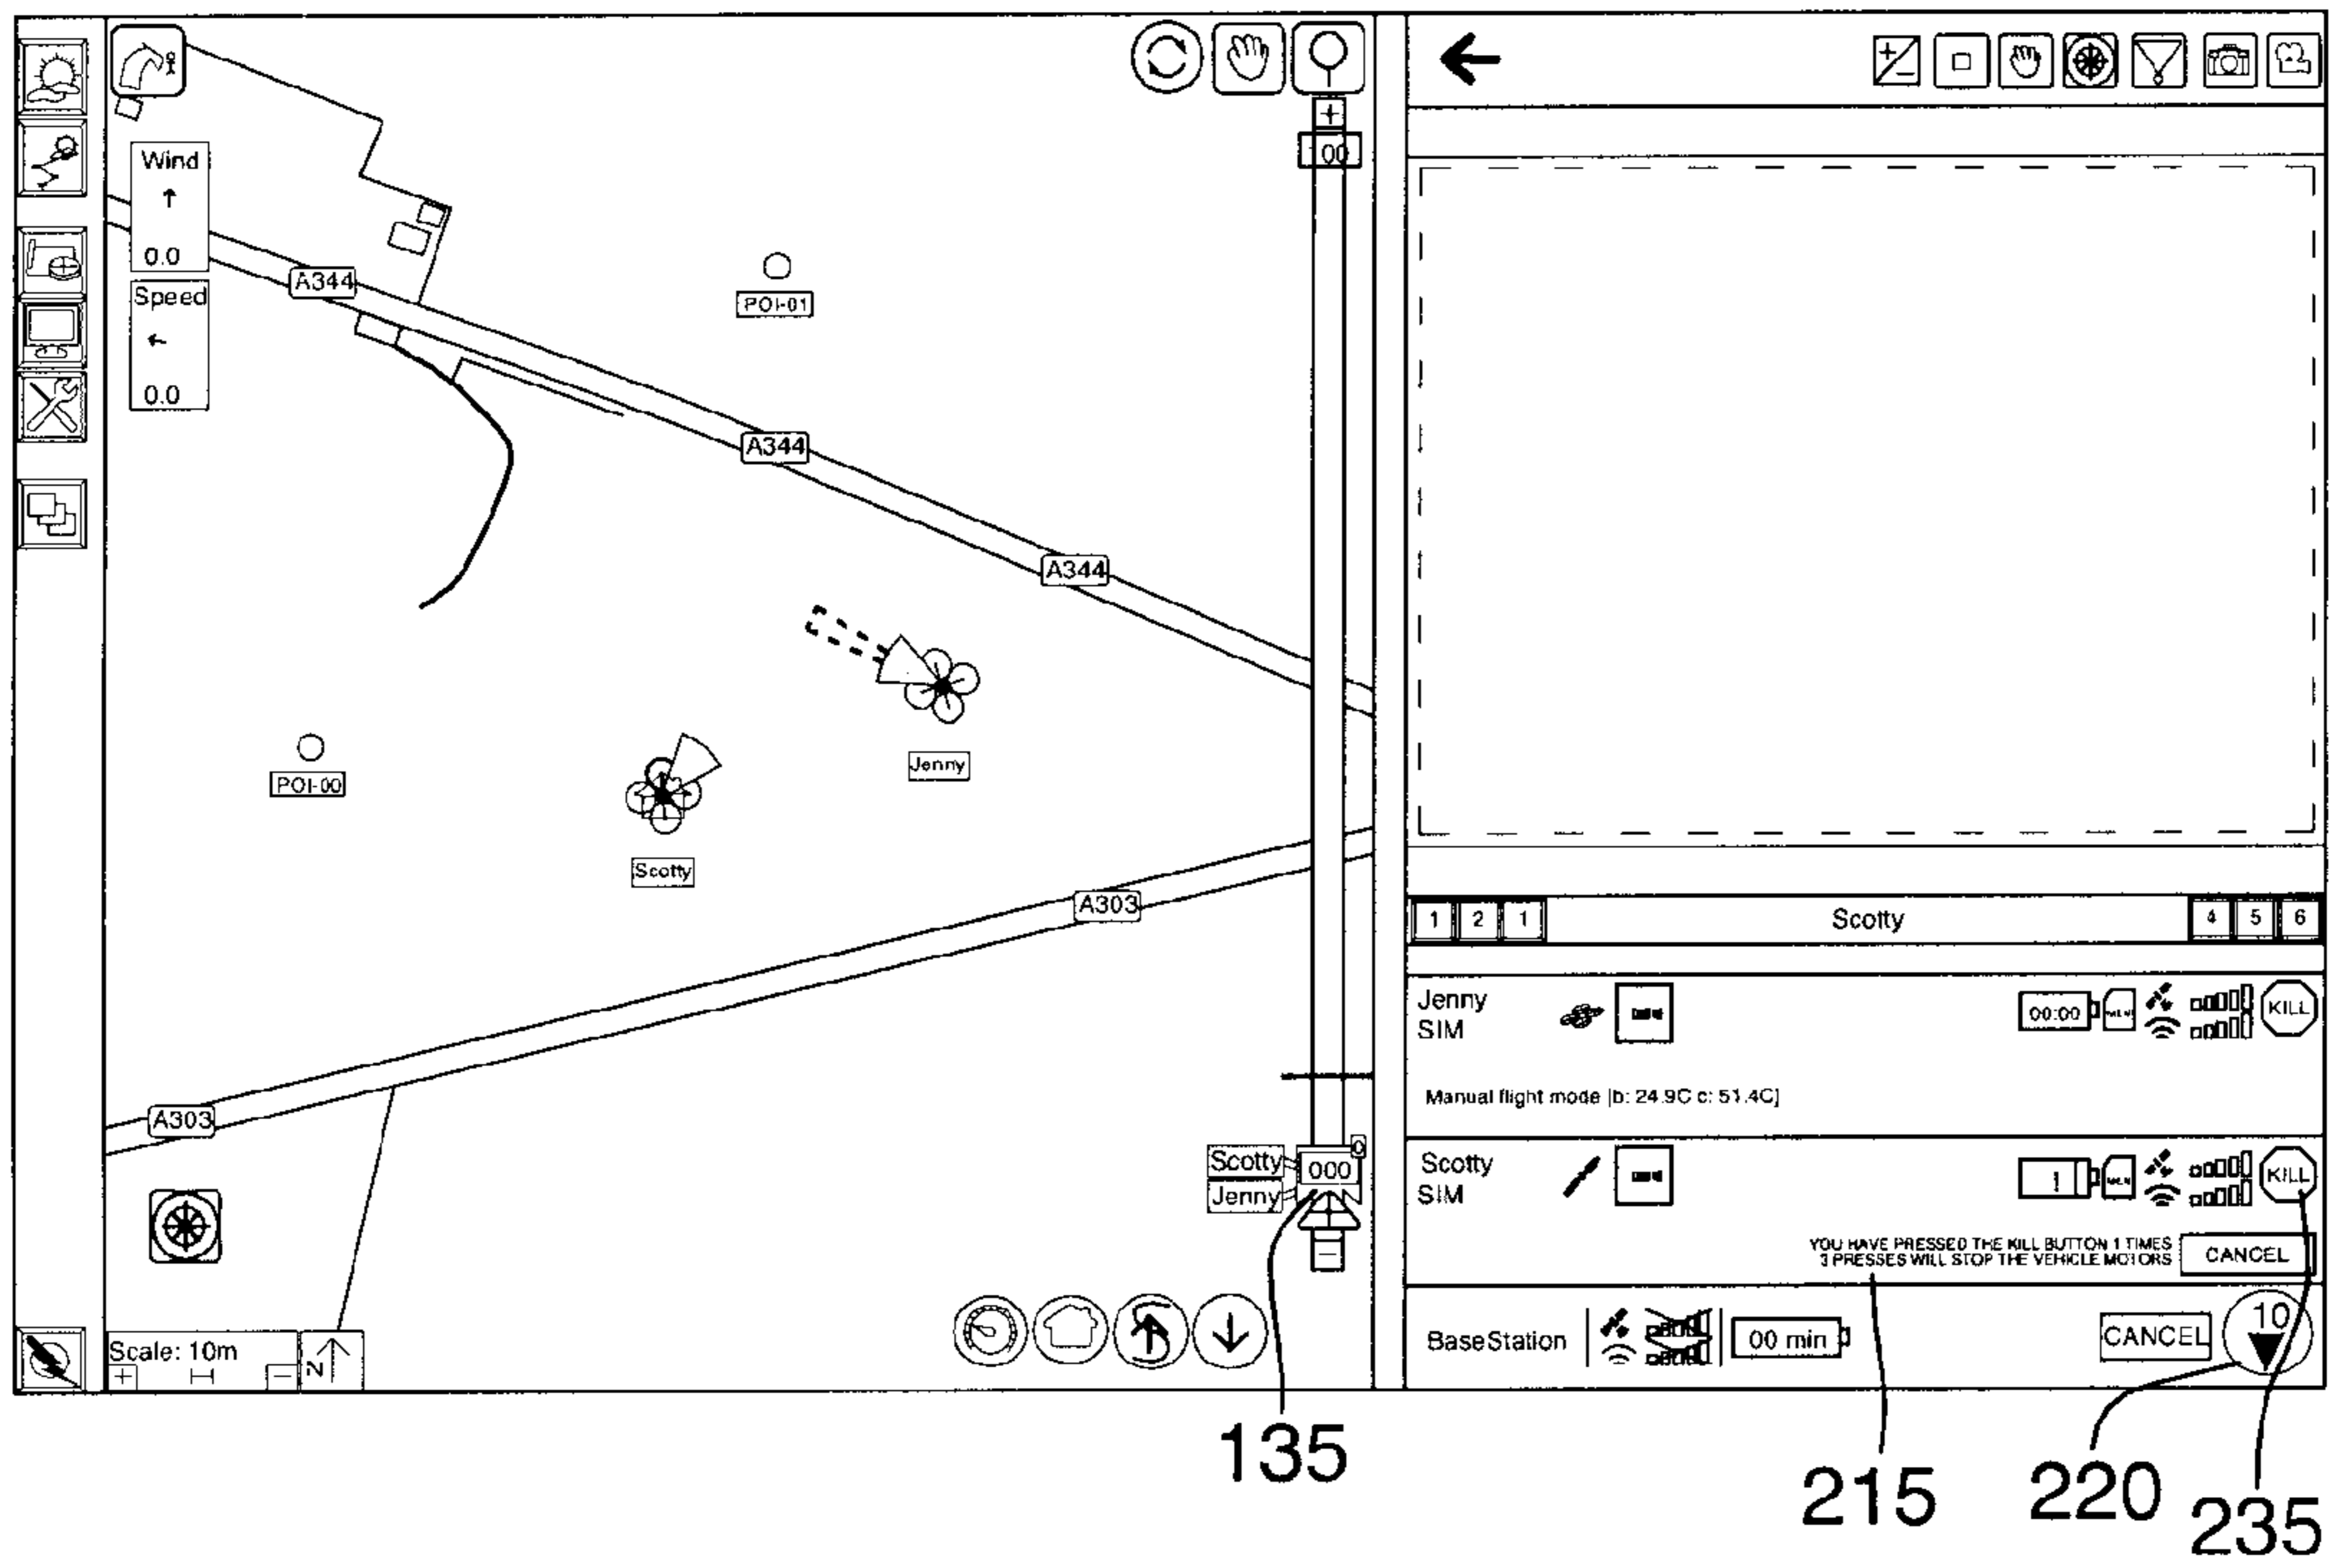 Wind
0.0
Speed
0.0
A344
A344
A344
POI-01
POI-00
Jenny
Scotty
A303
A303
+
00
Scotty
Jenny
000
0
−
Scale: 10m
+
−
N
+
−
1 2 1
Scotty
4 5 6
Jenny
SIM
00:00
KILL
Manual flight mode [b: 24.9C c: 51.4C]
Scotty
SIM
1
KILL
YOU HAVE PRESSED THE KILL BUTTON 1 TIMES
3 PRESSES WILL STOP THE VEHICLE MOTORS
CANCEL
BaseStation
00 min
CANCEL
10
135
215
220
235